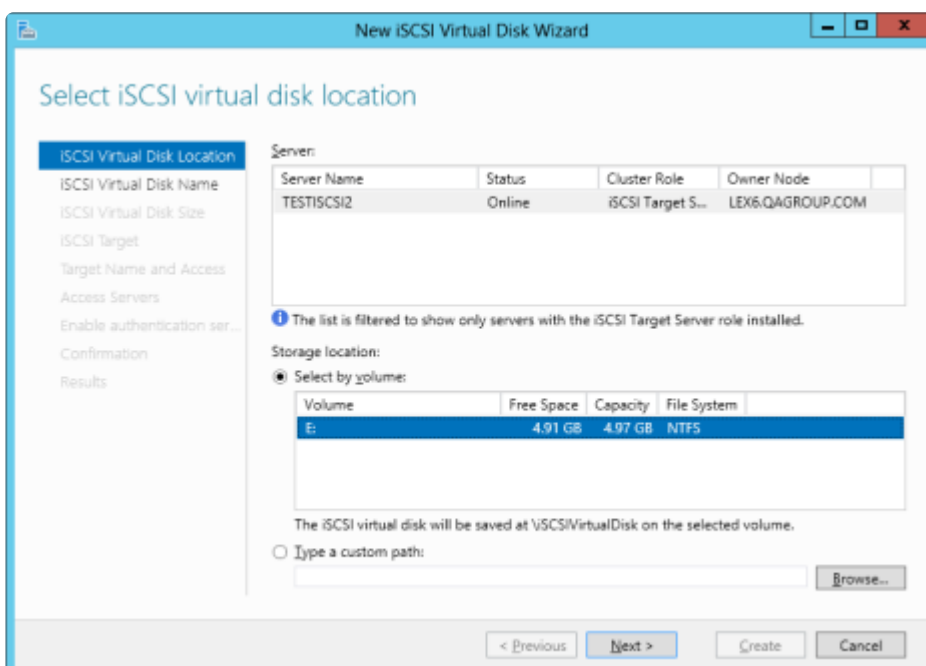 New iSCSI Virtual Disk Wizard
Select iSCSI virtual disk location
iSCSI Virtual Disk Location
iSCSI Virtual Disk Name
iSCSI Virtual Disk Size
iSCSI Target
Target Name and Access
Access Servers
Enable authentication ser...
Confirmation
Results
Server:
Server Name Status Cluster Role Owner Node
TESTISCSI2 Online iSCSI Target S... LEX6.QAGROUP.COM
The list is filtered to show only servers with the iSCSI Target Server role installed.
Storage location:
Select by volume:
Volume Free Space Capacity File System
E: 4.91 GB 4.97 GB NTFS
The iSCSI virtual disk will be saved at \iSCSIVirtualDisk on the selected volume.
Type a custom path:
Browse...
< Previous Next > Create Cancel